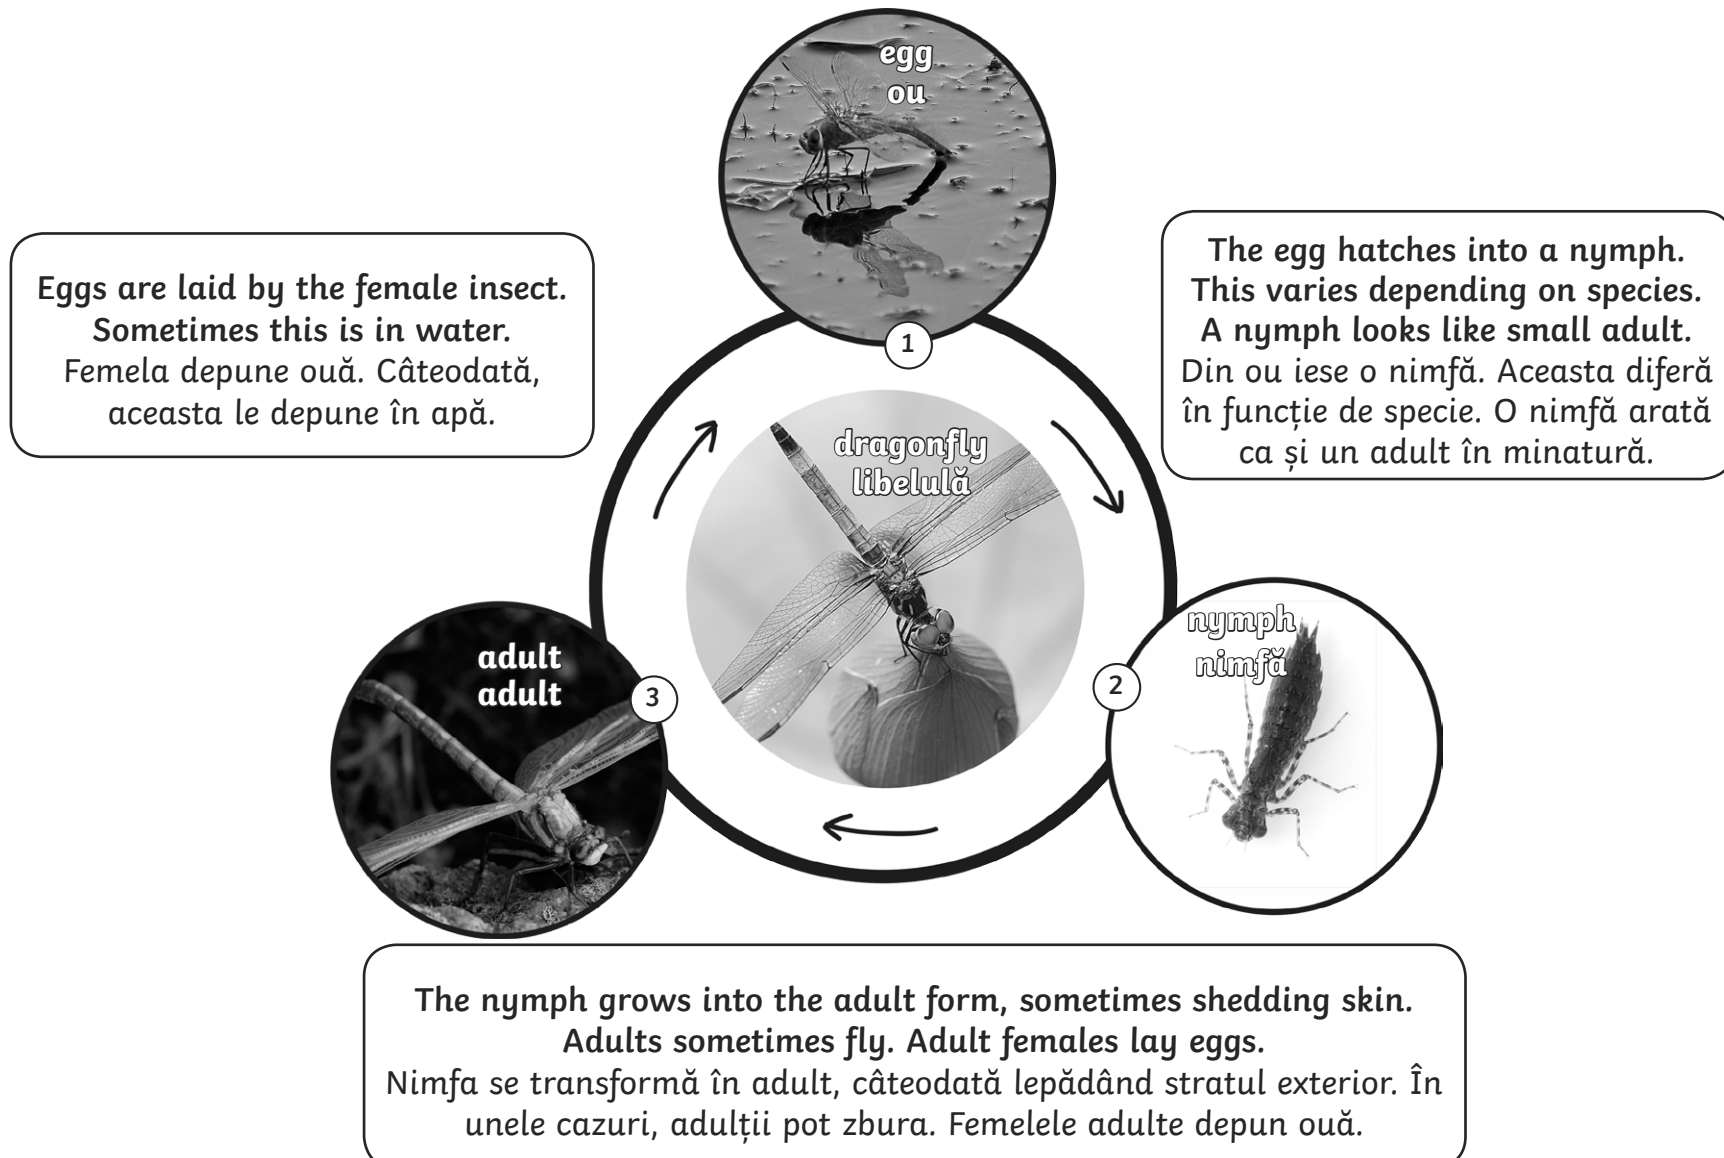 egg
ou
1
Eggs are laid by the female insect.
Sometimes this is in water.
Femela depune ouă. Câteodată,
aceasta le depune în apă.
The egg hatches into a nymph.
This varies depending on species.
A nymph looks like small adult.
Din ou iese o nimfă. Aceasta diferă
în funcție de specie. O nimfă arată
ca și un adult în minatură.
dragonfly
libelulă
nymph
nimfă
2
adult
adult
3
The nymph grows into the adult form, sometimes shedding skin.
Adults sometimes fly. Adult females lay eggs.
Nimfa se transformă în adult, câteodată lepădând stratul exterior. În
unele cazuri, adulții pot zbura. Femelele adulte depun ouă.